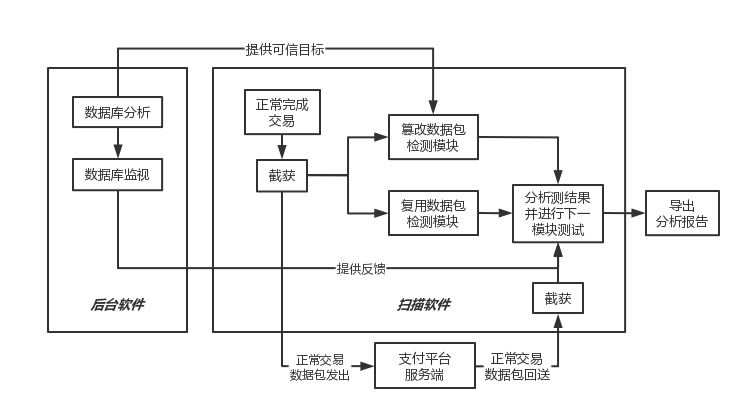 提供可信目标
数据库分析
正常完成
交易
篡改数据包
检测模块
数据库监视
截获
复用数据包
检测模块
分析测结果
并进行下一
模块测试
导出
分析报告
提供反馈
后台软件
扫描软件
截获
正常交易
数据包发出
支付平台
服务端
正常交易
数据包回送